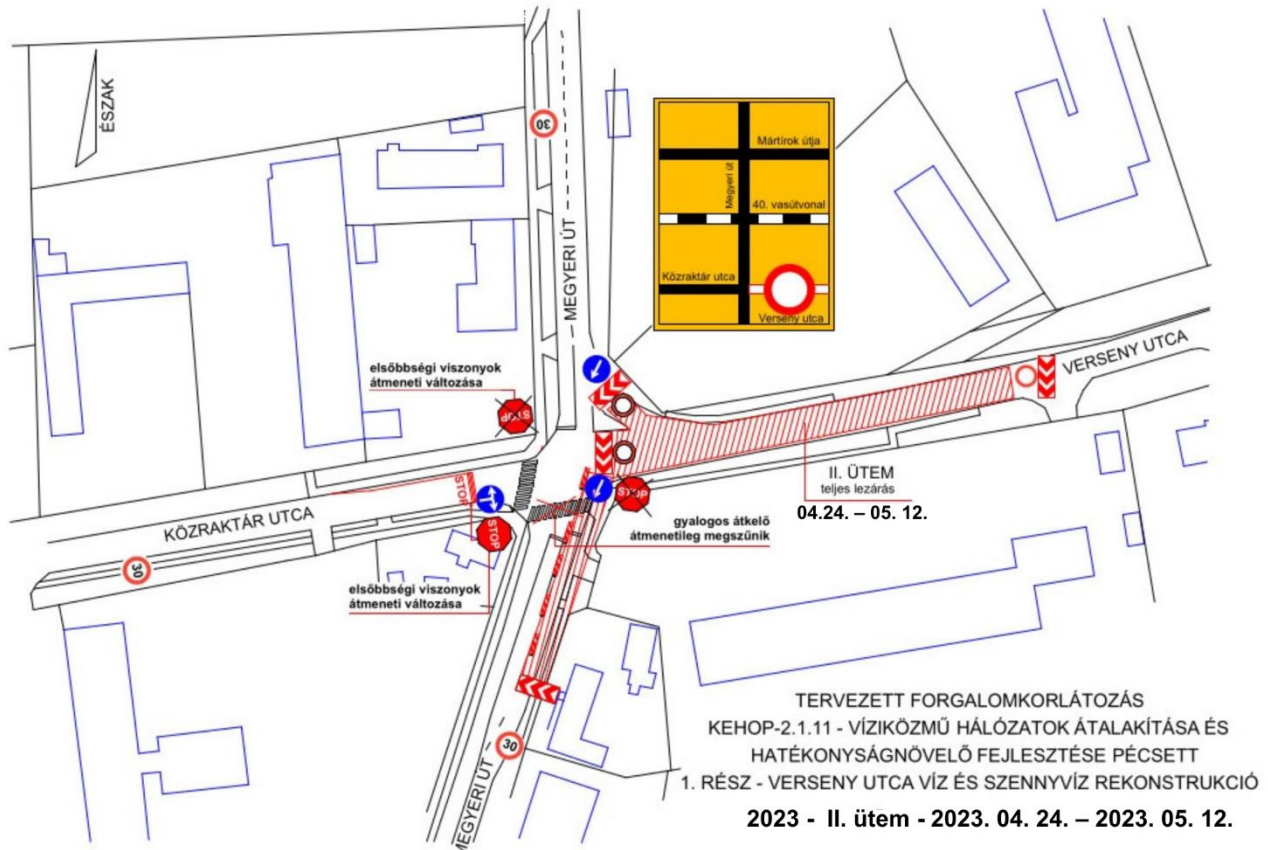 ÉSZAK
30
MEGYERI ÚT
Mártírok útja
Megyeri út
40. vasútvonal
Közraktár utca
Verseny utca
elsőbbségi viszonyok
átmeneti változása
STOP
VERSENY UTCA
II. ÜTEM
teljes lezárás
04.24. – 05. 12.
STOP
STOP
STOP
KÖZRAKTÁR UTCA
gyalogos átkelő
átmenetileg megszűnik
30
elsőbbségi viszonyok
átmeneti változása
30
MEGYERI ÚT
TERVEZETT FORGALOMKORLÁTOZÁS
KEHOP-2.1.11 - VÍZIKÖZMŰ HÁLÓZATOK ÁTALAKÍTÁSA ÉS
HATÉKONYSÁGNÖVELŐ FEJLESZTÉSE PÉCSETT
1. RÉSZ - VERSENY UTCA VÍZ ÉS SZENNYVÍZ REKONSTRUKCIÓ
2023 - II. ütem - 2023. 04. 24. – 2023. 05. 12.